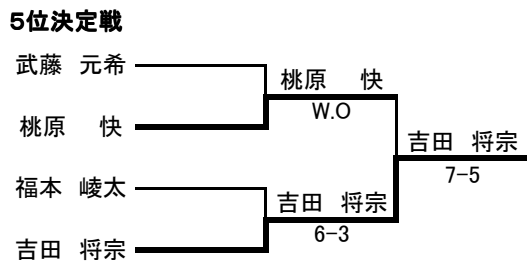 5位決定戦
武藤 元希
桃原 快
W.O
桃原 快
吉田 将宗
7-5
福本 崚太
吉田 将宗
6-3
吉田 将宗